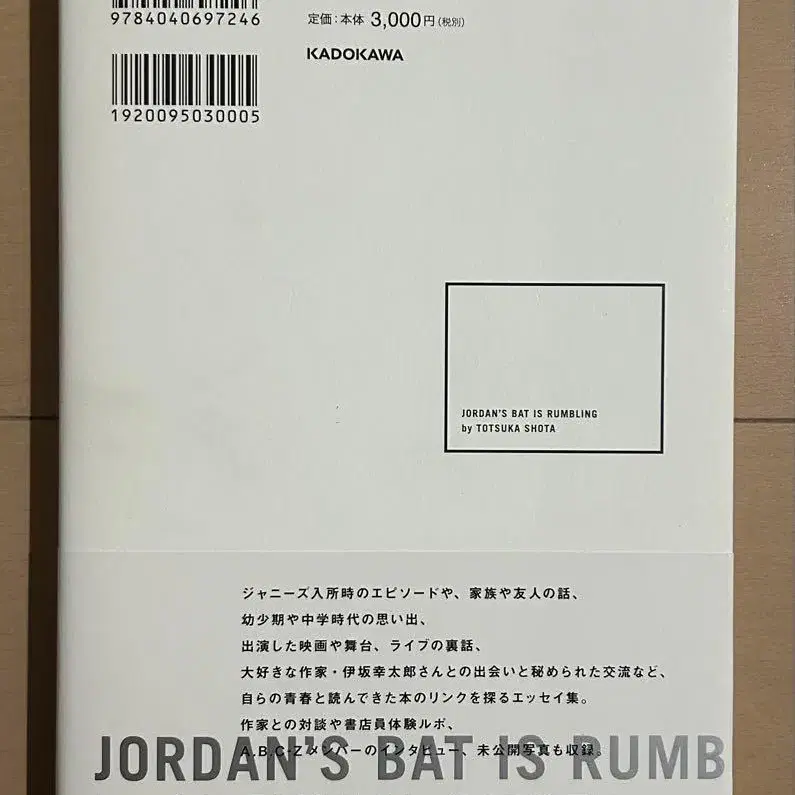 9784040697246
定価:本体 3,000円(税別)
KADOKAWA
1920095030005
JORDAN'S BAT IS RUMBLING
by TOTSUKA SHOTA
ジャニーズ入所時のエピソードや、家族や友人の話、
幼少期や中学時代の思い出、
出演した映画や舞台、ライブの裏話、
大好きな作家・伊坂幸太郎さんとの出会いと秘められた交流など、
自らの青春と読んできた本のリンクを探るエッセイ集。
作家との対談や書店員体験ルポ、
A.B.C-Zメンバーのインタビュー、未公開写真も収録。
JORDAN'S BAT IS RUMB